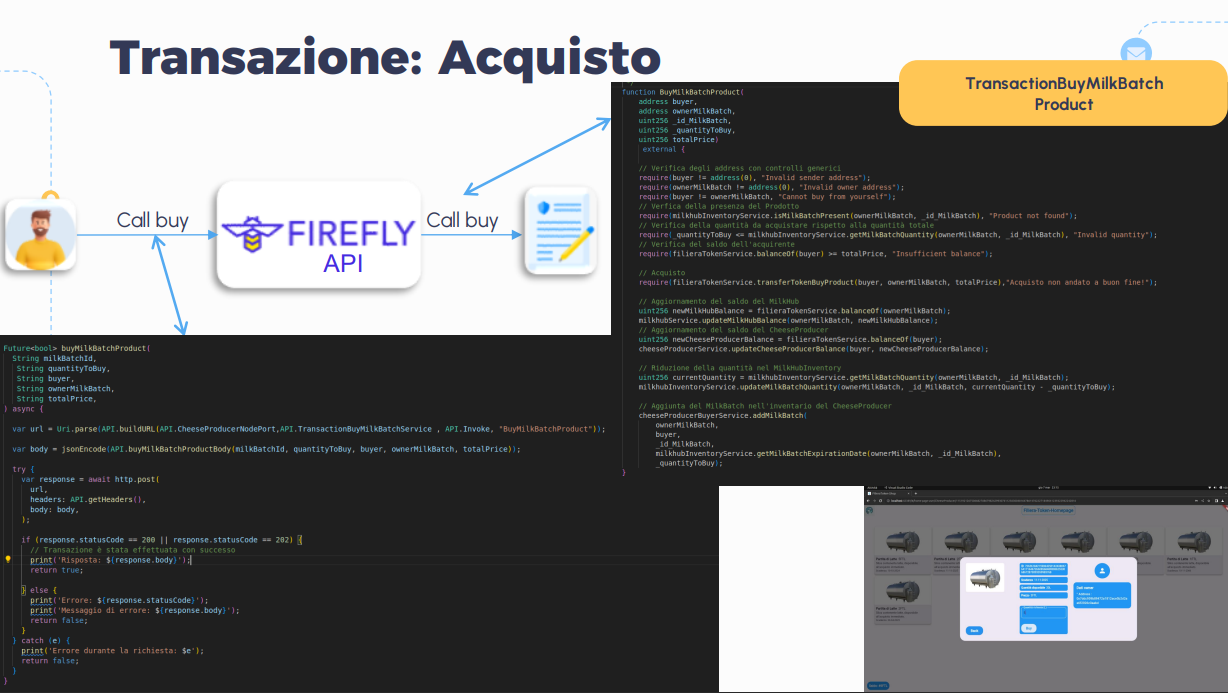 Transazione: Acquisto
TransactionBuyMilkBatch
Product
Call buy
FIREFLY
API
Call buy
function BuyMilkBatchProduct(
address buyer,
address ownerMilkBatch,
uint256 _id_MilkBatch,
uint256 _quantityToBuy,
uint256 totalPrice)
external {
// Verifica degli address con controlli generici
require(buyer != address(0), "Invalid sender address");
require(ownerMilkBatch != address(0), "Invalid owner address");
require(buyer != ownerMilkBatch, "Cannot buy from yourself");
// Verfica della presenza del Prodotto
require(milkhubInventoryService.isMilkBatchPresent(ownerMilkBatch, _id_MilkBatch), "Product not found");
// Verifica della quantità da acquistare rispetto alla quantità totale
require(_quantityToBuy <= milkhubInventoryService.getMilkBatchQuantity(ownerMilkBatch, _id_MilkBatch), "Invalid quantity");
// Verifica del saldo dell'acquirente
require(filieraTokenService.balanceOf(buyer) >= totalPrice, "Insufficient balance");
// Acquisto
require(filieraTokenService.transferTokenBuyProduct(buyer, ownerMilkBatch, totalPrice),"Acquisto non andato a buon fine!");
// Aggiornamento del saldo del MilkHub
uint256 newMilkHubBalance = filieraTokenService.balanceOf(ownerMilkBatch);
milkhubService.updateMilkHubBalance(ownerMilkBatch, newMilkHubBalance);
// Aggiornamento del saldo del CheeseProducer
uint256 newCheeseProducerBalance = filieraTokenService.balanceOf(buyer);
cheeseProducerService.updateCheeseProducerBalance(buyer, newCheeseProducerBalance);
// Riduzione della quantità nel MilkHubInventory
uint256 currentQuantity = milkhubInventoryService.getMilkBatchQuantity(ownerMilkBatch, _id_MilkBatch);
milkhubInventoryService.updateMilkBatchQuantity(ownerMilkBatch, _id_MilkBatch, currentQuantity - _quantityToBuy);
// Aggiunta del MilkBatch nell'inventario del CheeseProducer
cheeseProducerBuyerService.addMilkBatch(
ownerMilkBatch,
buyer,
_id_MilkBatch,
milkhubInventoryService.getMilkBatchExpirationDate(ownerMilkBatch, _id_MilkBatch),
_quantityToBuy);
}
Future<bool> buyMilkBatchProduct(
String milkBatchId,
String quantityToBuy,
String buyer,
String ownerMilkBatch,
String totalPrice,
) async {
var url = Uri.parse(API.buildURL(API.CheeseProducerNodePort,API.TransactionBuyMilkBatchService , API.Invoke, "BuyMilkBatchProduct"));
var body = jsonEncode(API.buyMilkBatchProductBody(milkBatchId, quantityToBuy, buyer, ownerMilkBatch, totalPrice));
try {
var response = await http.post(
url,
headers: API.getHeaders(),
body: body,
);
if (response.statusCode == 200 || response.statusCode == 202) {
// Transazione è stata effettuata con successo
print('Risposta: ${response.body}');
return true;
} else {
print('Errore: ${response.statusCode}');
print('Messaggio di errore: ${response.body}');
return false;
}
} catch (e) {
print('Errore durante la richiesta: $e');
return false;
}
}
Filiera Token Homepage
Back
Buy